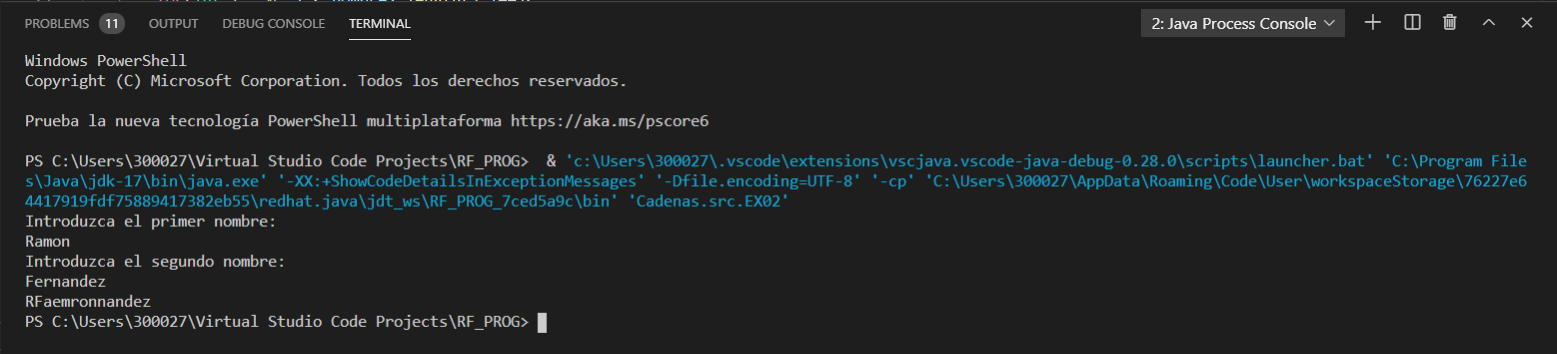 PROBLEMS 11 OUTPUT DEBUG CONSOLE TERMINAL 2: Java Process Console
Windows PowerShell
Copyright (C) Microsoft Corporation. Todos los derechos reservados.
Prueba la nueva tecnología PowerShell multiplataforma https://aka.ms/pscore6
PS C:\Users\300027\Virtual Studio Code Projects\RF_PROG>  & 'c:\Users\300027\.vscode\extensions\vscjava.vscode-java-debug-0.28.0\scripts\launcher.bat' 'C:\Program File
s\Java\jdk-17\bin\java.exe' '-XX:+ShowCodeDetailsInExceptionMessages' '-Dfile.encoding=UTF-8' '-cp' 'C:\Users\300027\AppData\Roaming\Code\User\workspaceStorage\76227e6
4417919fdf75889417382eb55\redhat.java\jdt_ws\RF_PROG_7ced5a9c\bin' 'Cadenas.src.EX02'
Introduzca el primer nombre:
Ramon
Introduzca el segundo nombre:
Fernandez
RFaemronnandez
PS C:\Users\300027\Virtual Studio Code Projects\RF_PROG>